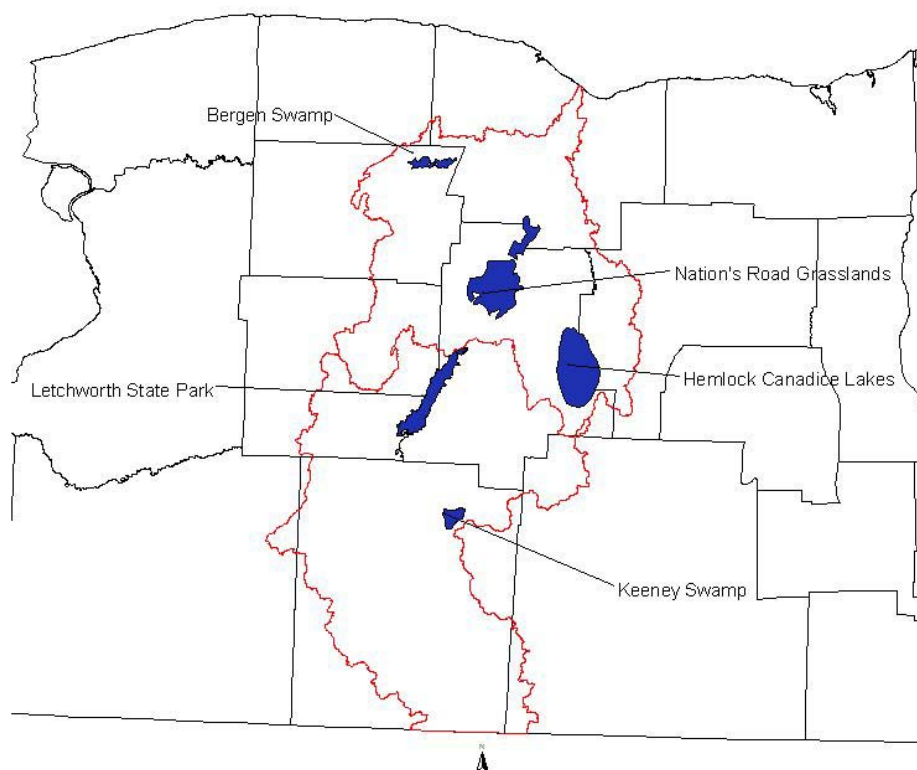 Bergen Swamp
Nation's Road Grasslands
Hemlock Canadice Lakes
Letchworth State Park
Keeney Swamp
N